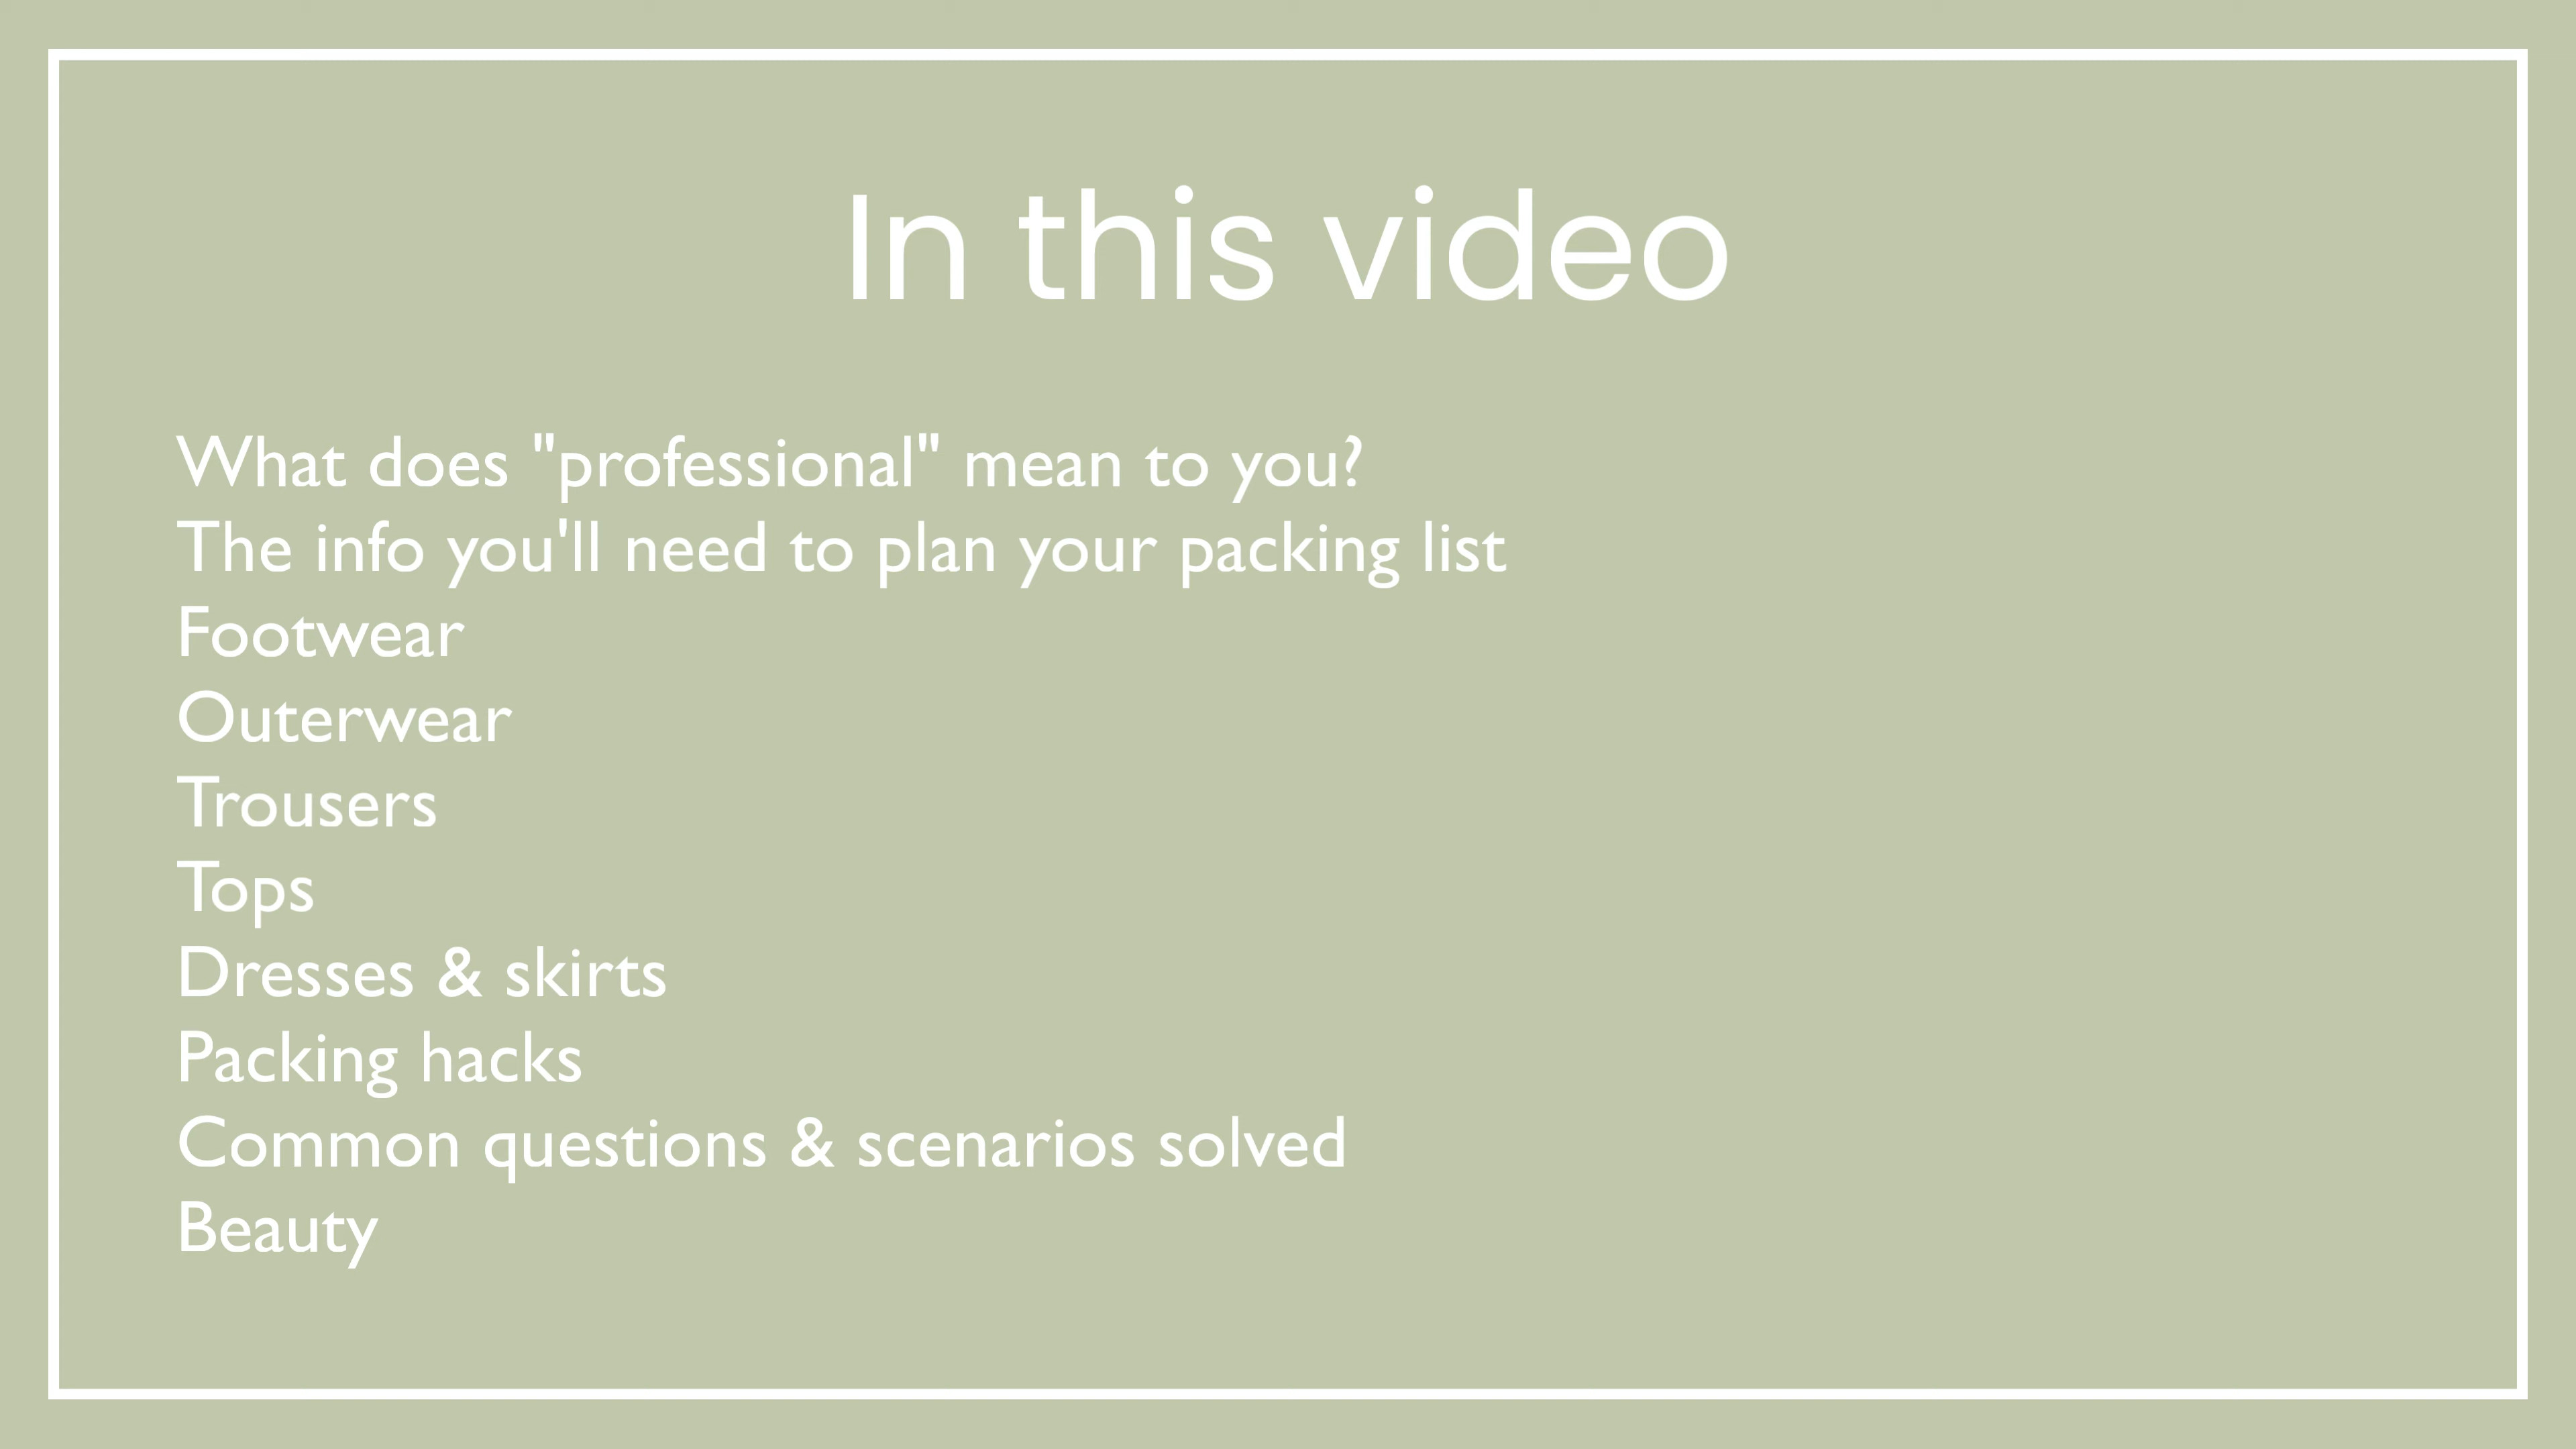 In this video
What does "professional" mean to you?
The info you'll need to plan your packing list
Footwear
Outerwear
Trousers
Tops
Dresses & skirts
Packing hacks
Common questions & scenarios solved
Beauty